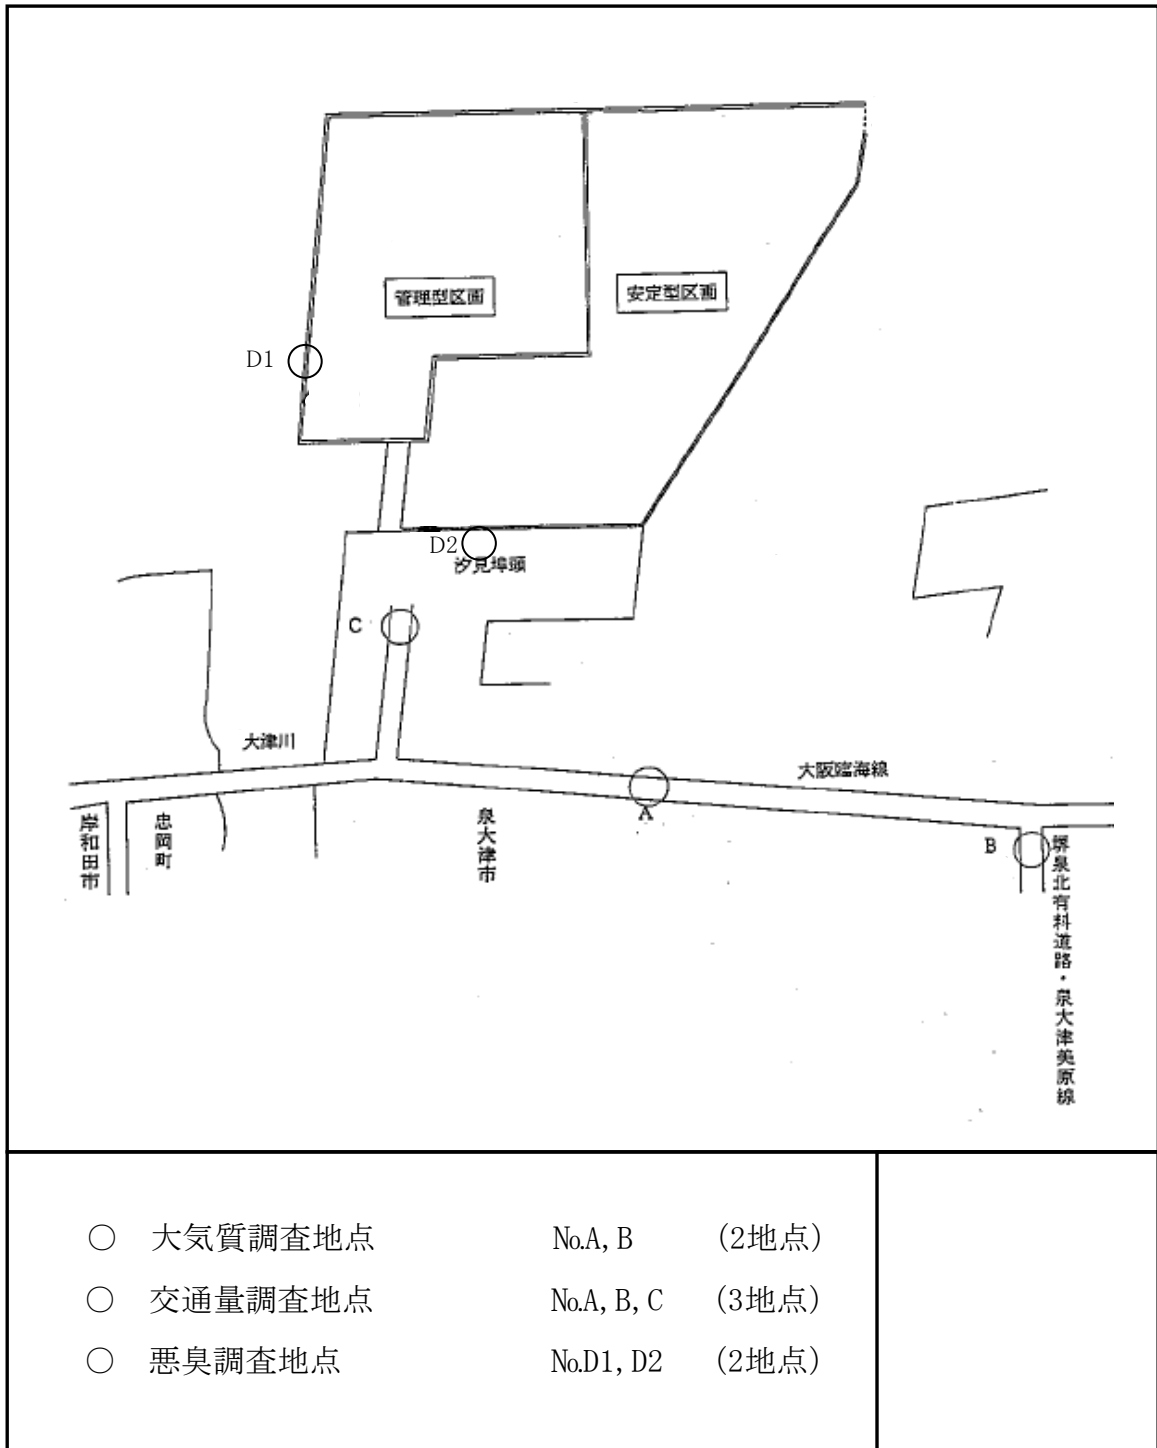 管理型区画
安定型区画
D1
D2
汐見埠頭
C
大津川
大阪臨海線
A
B
岸和田市
忠岡町
泉大津市
堺泉北有料道路・泉大津美原線
○ 大気質調査地点 №A, B (2地点)
○ 交通量調査地点 №A, B, C (3地点)
○ 悪臭調査地点 №D1, D2 (2地点)